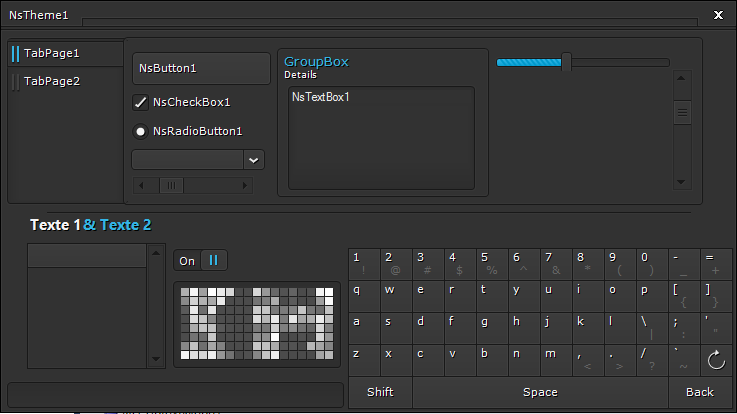 NsTheme1 x
TabPage1
TabPage2
NsButton1
NsCheckBox1
NsRadioButton1
GroupBox
Details
NsTextBox1
Texte 1 & Texte 2
On
1 2 3 4 5 6 7 8 9 0 - =
! @ # $ % ^ & * ( ) _ +
q w e r t y u i o p [ ]
{ }
a s d f g h j k l \ ; '
| : "
z x c v b n m , . / `
< > ? ~
Shift Space Back